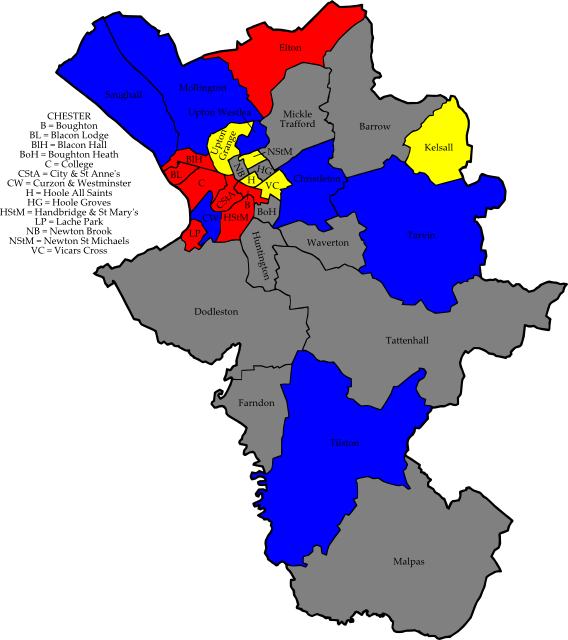 Elton
Saughall
Mollington
Upton Westlea
Mickle
Trafford
Barrow
Kelsall
Upton
Grange
NStM
NB
HG
H
VC
Christleton
BlH
BL
C
CStA
B
HStM
BoH
CW
LP
CHESTER
B = Boughton
BL = Blacon Lodge
BlH = Blacon Hall
BoH = Boughton Heath
C = College
CStA = City & St Anne's
CW = Curzon & Westminster
H = Hoole All Saints
HG = Hoole Groves
HStM = Handbridge & St Mary's
LP = Lache Park
NB = Newton Brook
NStM = Newton St Michaels
VC = Vicars Cross
Huntington
Waverton
Tarvin
Dodleston
Tattenhall
Farndon
Tilston
Malpas